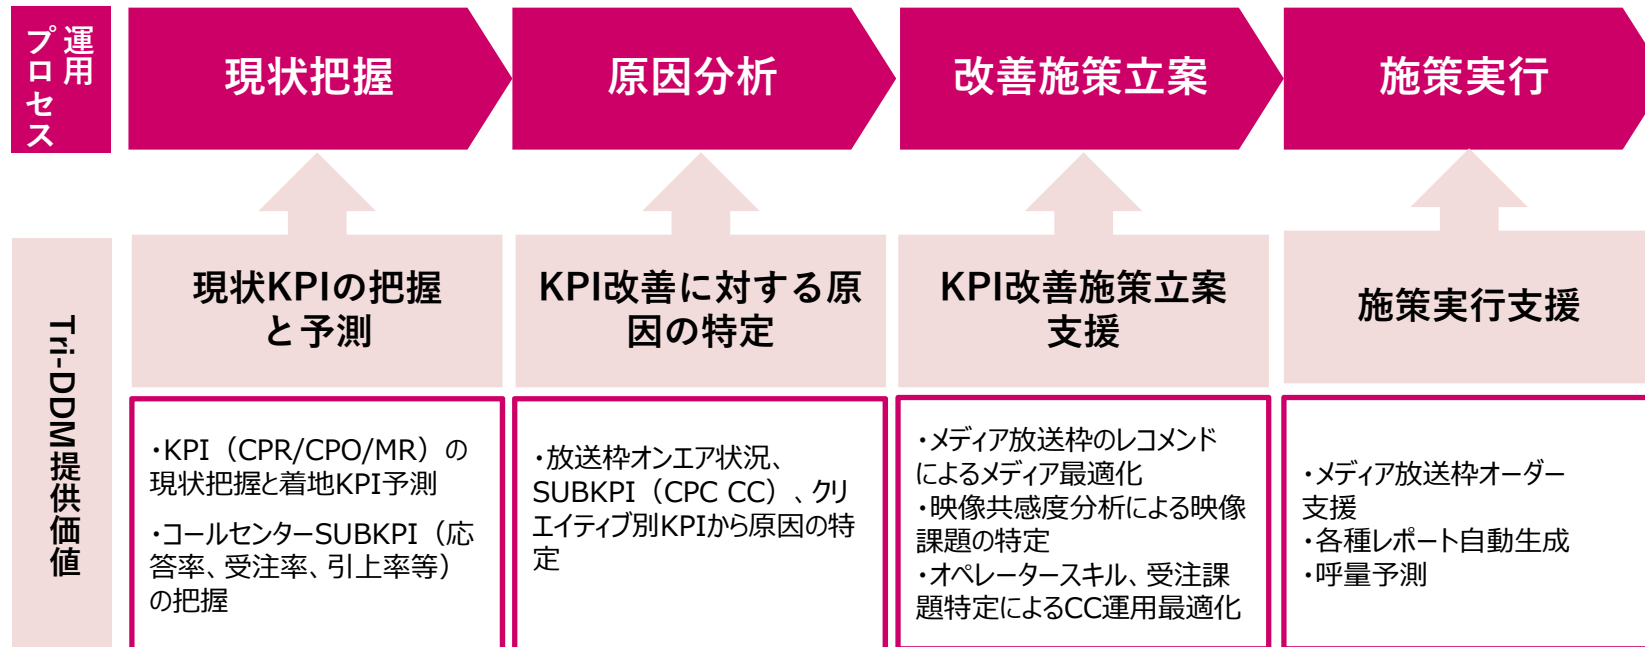 運用
プロセス
現状把握
原因分析
改善施策立案
施策実行
Tri-DDM提供価値
現状KPIの把握
と予測
KPI改善に対する原
因の特定
KPI改善施策立案
支援
施策実行支援
・KPI（CPR/CPO/MR）の
現状把握と着地KPI予測
・コールセンターSUBKPI（応
答率、受注率、引上率等）
の把握
・放送枠オンエア状況、
SUBKPI（CPC CC）、クリ
エイティブ別KPIから原因の特
定
・メディア放送枠のレコメンド
によるメディア最適化
・映像共感度分析による映像
課題の特定
・オペレータースキル、受注課
題特定によるCC運用最適化
・メディア放送枠オーダー
支援
・各種レポート自動生成
・呼量予測